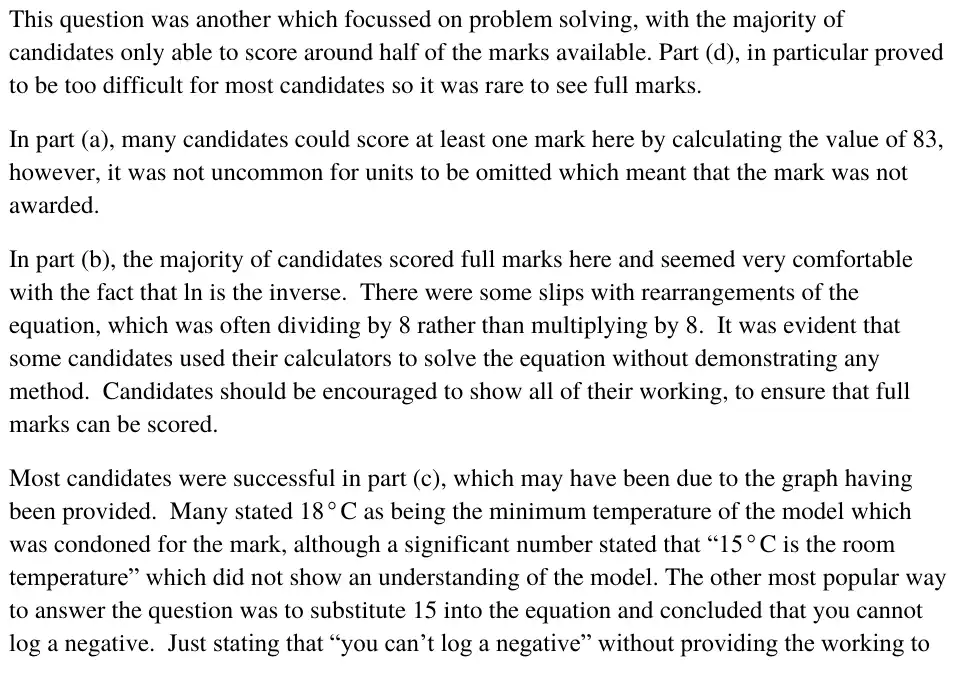 This question was another which focussed on problem solving, with the majority of
candidates only able to score around half of the marks available. Part (d), in particular proved
to be too difficult for most candidates so it was rare to see full marks.
In part (a), many candidates could score at least one mark here by calculating the value of 83,
however, it was not uncommon for units to be omitted which meant that the mark was not
awarded.
In part (b), the majority of candidates scored full marks here and seemed very comfortable
with the fact that ln is the inverse.  There were some slips with rearrangements of the
equation, which was often dividing by 8 rather than multiplying by 8.  It was evident that
some candidates used their calculators to solve the equation without demonstrating any
method.  Candidates should be encouraged to show all of their working, to ensure that full
marks can be scored.
Most candidates were successful in part (c), which may have been due to the graph having
been provided.  Many stated 18°C as being the minimum temperature of the model which
was condoned for the mark, although a significant number stated that “15°C is the room
temperature” which did not show an understanding of the model. The other most popular way
to answer the question was to substitute 15 into the equation and concluded that you cannot
log a negative.  Just stating that “you can’t log a negative” without providing the working to